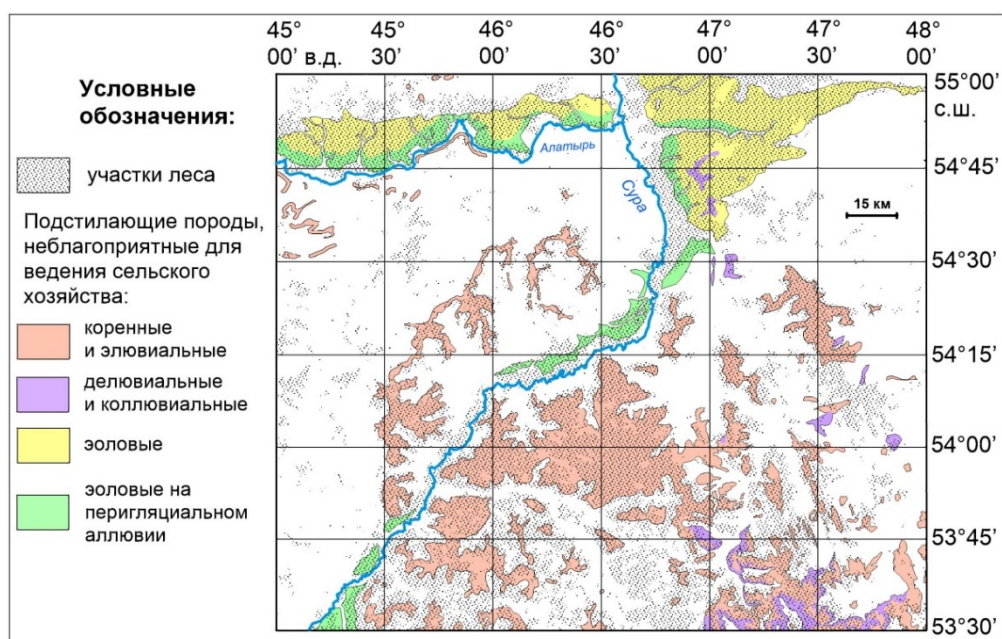 45° 45° 46° 46° 47° 47° 48°
00’ в.д. 30’ 00’ 30’ 00’ 30’ 00’
Условные
обозначения:
участки леса
Подстилающие породы,
неблагоприятные для
ведения сельского
хозяйства:
коренные
и элювиальные
делювиальные
и коллювиальные
эоловые
эоловые на
перигляциальном
аллювии
Алатырь
Сура
15 км
55°00’
с.ш.
54°45’
54°30’
54°15’
54°00’
53°45’
53°30’